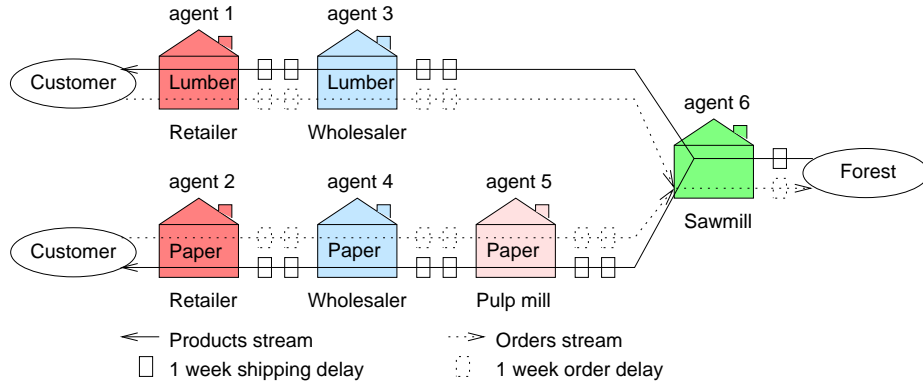 agent 1
agent 3
Customer
Lumber
Lumber
Retailer
Wholesaler
agent 6
Forest
Sawmill
agent 2
agent 4
agent 5
Customer
Paper
Paper
Paper
Retailer
Wholesaler
Pulp mill
Products stream
Orders stream
1 week shipping delay
1 week order delay